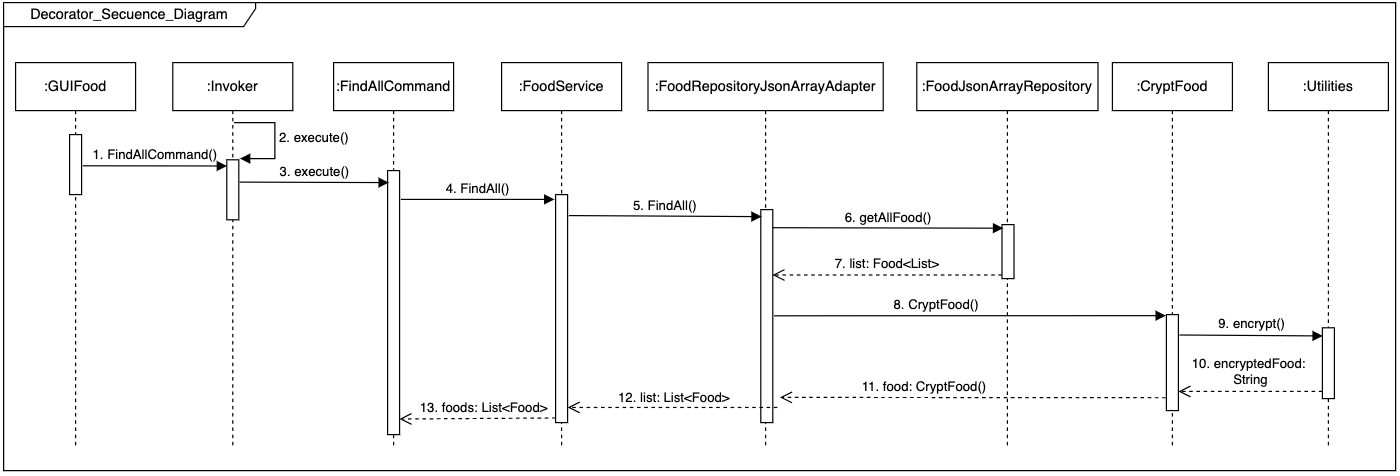 Decorator_Secuence_Diagram
:GUIFood
:Invoker
:FindAllCommand
:FoodService
:FoodRepositoryJsonArrayAdapter
:FoodJsonArrayRepository
:CryptFood
:Utilities
2. execute()
1. FindAllCommand()
3. execute()
4. FindAll()
5. FindAll()
6. getAllFood()
7. list: Food<List>
8. CryptFood()
9. encrypt()
10. encryptedFood:
String
11. food: CryptFood()
12. list: List<Food>
13. foods: List<Food>